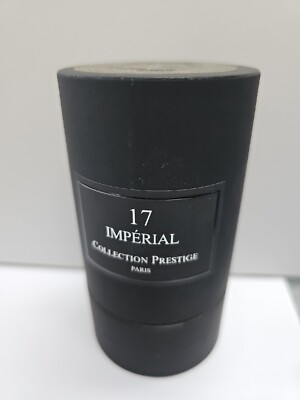 17
IMPÉRIAL
COLLECTION PRESTIGE
PARIS